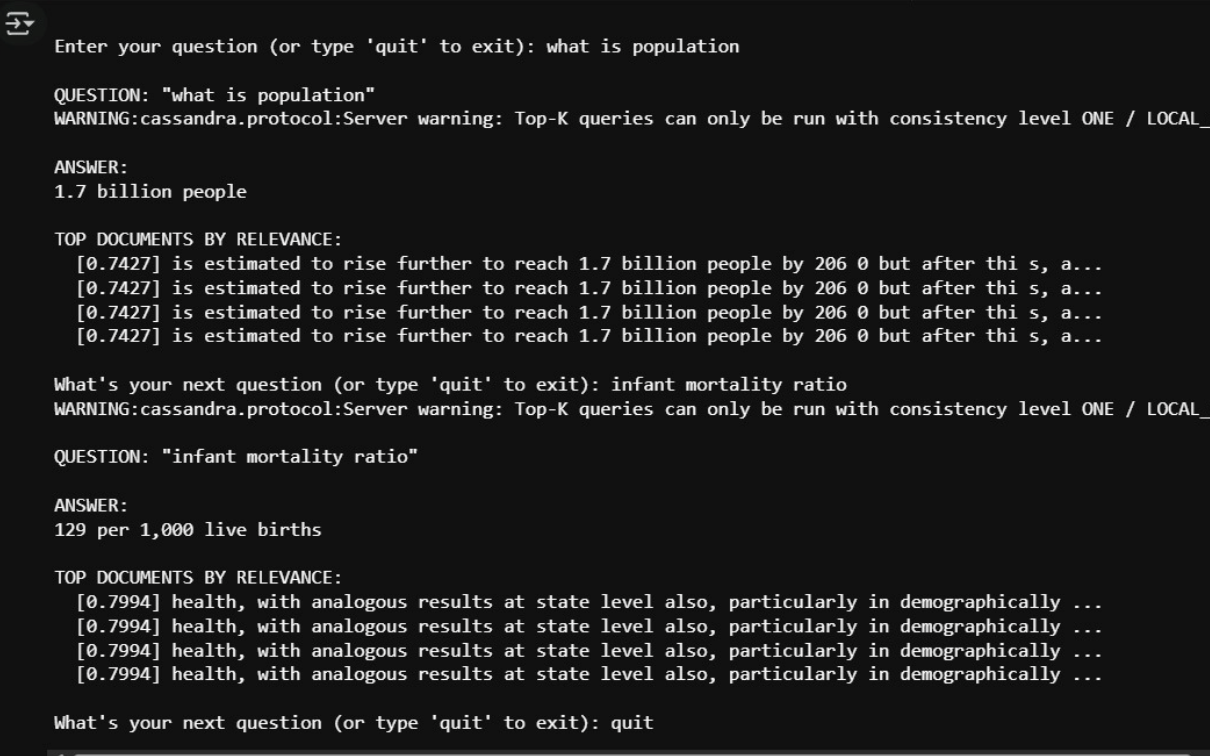 Enter your question (or type 'quit' to exit): what is population
QUESTION: "what is population"
WARNING:cassandra.protocol:Server warning: Top-K queries can only be run with consistency level ONE / LOCAL_
ANSWER:
1.7 billion people
TOP DOCUMENTS BY RELEVANCE:
[0.7427] is estimated to rise further to reach 1.7 billion people by 206 0 but after thi s, a...
[0.7427] is estimated to rise further to reach 1.7 billion people by 206 0 but after thi s, a...
[0.7427] is estimated to rise further to reach 1.7 billion people by 206 0 but after thi s, a...
[0.7427] is estimated to rise further to reach 1.7 billion people by 206 0 but after thi s, a...
What's your next question (or type 'quit' to exit): infant mortality ratio
WARNING:cassandra.protocol:Server warning: Top-K queries can only be run with consistency level ONE / LOCAL_
QUESTION: "infant mortality ratio"
ANSWER:
129 per 1,000 live births
TOP DOCUMENTS BY RELEVANCE:
[0.7994] health, with analogous results at state level also, particularly in demographically ...
[0.7994] health, with analogous results at state level also, particularly in demographically ...
[0.7994] health, with analogous results at state level also, particularly in demographically ...
[0.7994] health, with analogous results at state level also, particularly in demographically ...
What's your next question (or type 'quit' to exit): quit